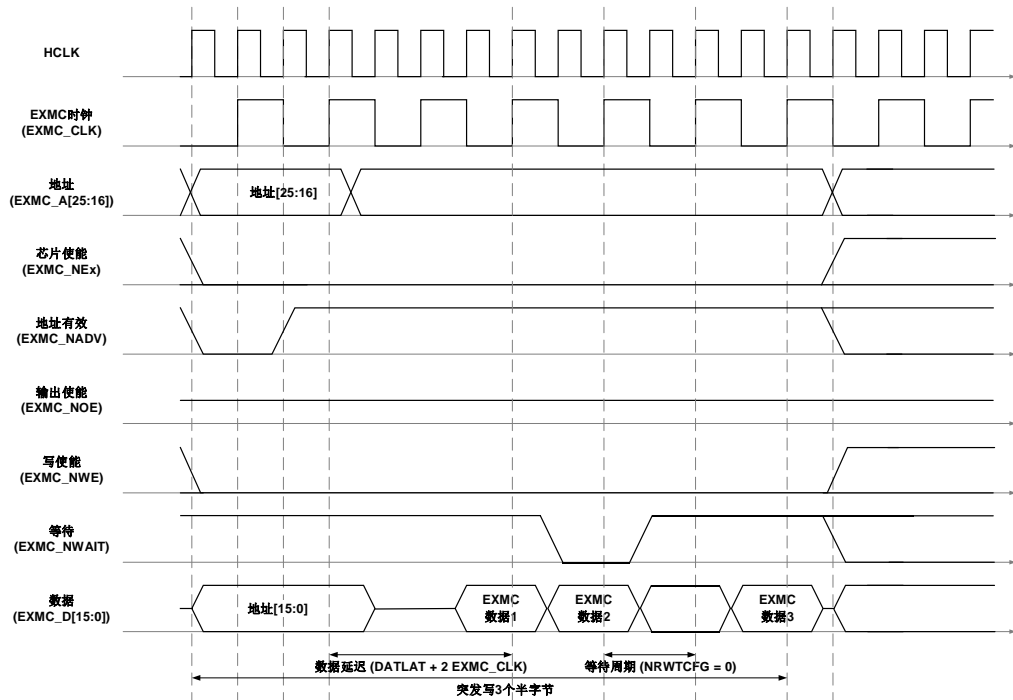 HCLK
EXMC时钟
(EXMC_CLK)
地址
(EXMC_A[25:16])
地址[25:16]
芯片使能
(EXMC_NEx)
地址有效
(EXMC_NADV)
输出使能
(EXMC_NOE)
写使能
(EXMC_NWE)
等待
(EXMC_NWAIT)
数据
(EXMC_D[15:0])
地址[15:0]
EXMC
数据1
EXMC
数据2
EXMC
数据3
数据延迟 (DATLAT + 2 EXMC_CLK)
等待周期 (NRWTCFG = 0)
突发写3个半字节